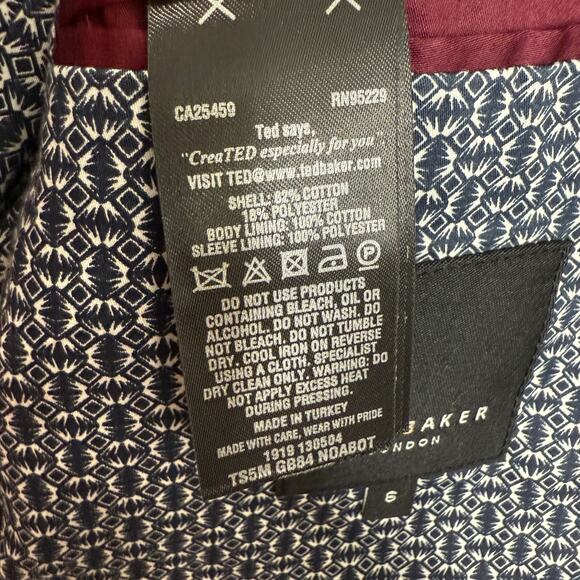 CA25459 RN95229
Ted says,
"CreaTED especially for you".
VISIT TED@www.tedbaker.com
SHELL: 82% COTTON
18% POLYESTER
BODY LINING: 100% COTTON
SLEEVE LINING: 100% POLYESTER
DO NOT USE PRODUCTS
CONTAINING BLEACH, OIL OR
ALCOHOL. DO NOT WASH. DO
NOT BLEACH. DO NOT TUMBLE
DRY. COOL IRON ON REVERSE
USING A CLOTH. SPECIALIST
DRY CLEAN ONLY. WARNING: DO
NOT APPLY EXCESS HEAT
DURING PRESSING.
MADE IN TURKEY
MADE WITH CARE, WEAR WITH PRIDE
1919 130504
TS5M GB84 NOABOT
BAKER
ONDON
6